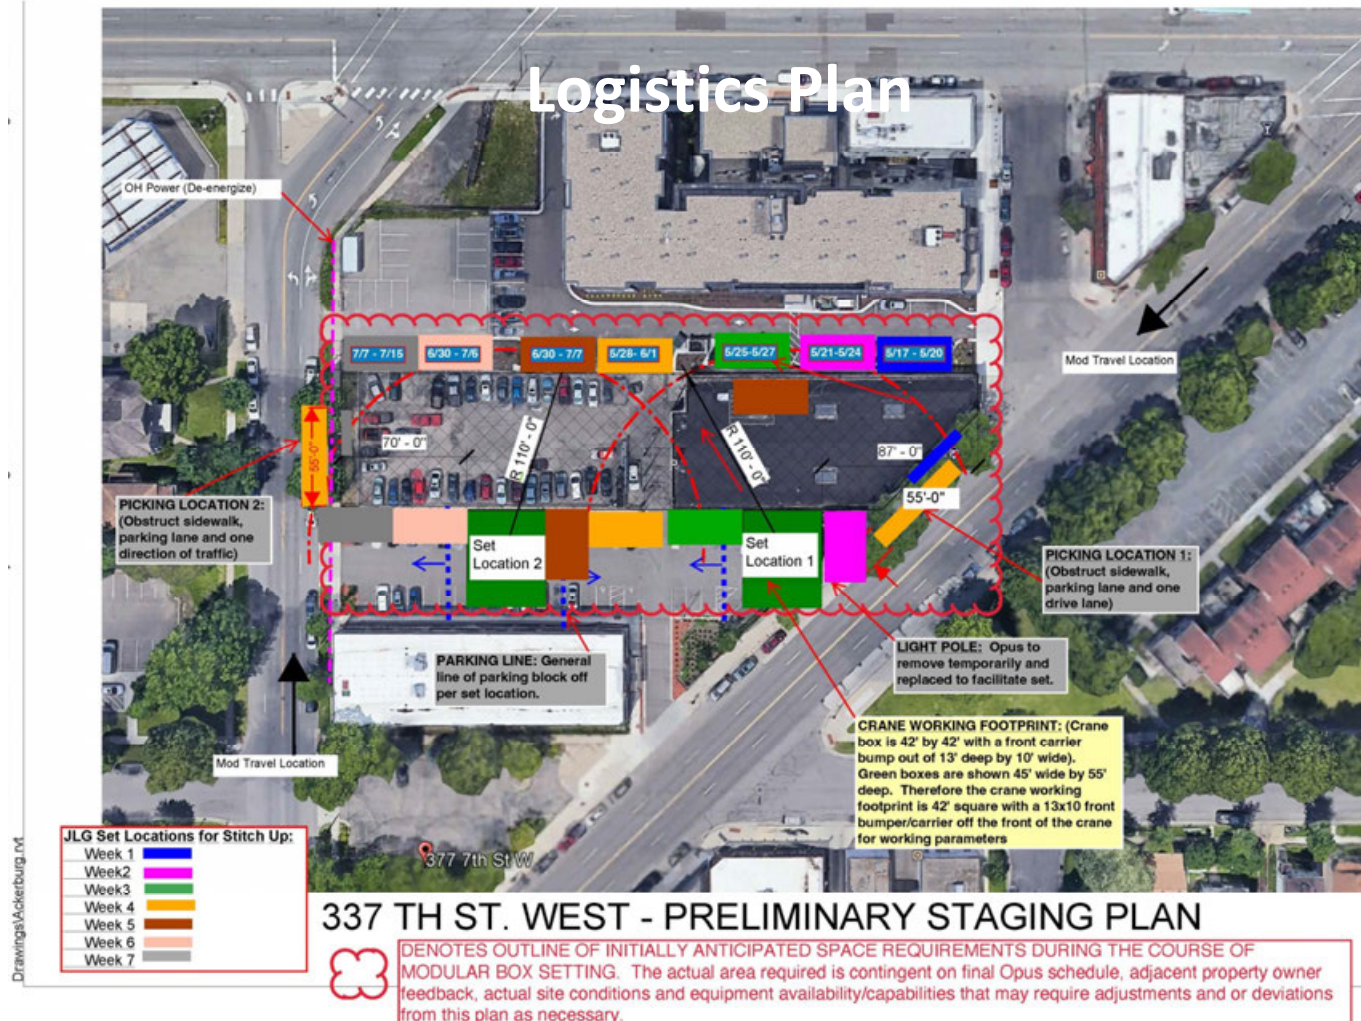 Logistics Plan
OH Power (De-energize)
7/7 - 7/15
6/30 - 7/6
6/30 - 7/7
5/28- 6/1
5/25-5/27
5/21-5/24
5/17 - 5/20
Mod Travel Location
55'-0"
70' - 0"
R 110' - 0"
R 110' - 0"
87' - 0"
55'-0"
PICKING LOCATION 2:
(Obstruct sidewalk,
parking lane and one
direction of traffic)
Set
Location 2
Set
Location 1
PICKING LOCATION 1:
(Obstruct sidewalk,
parking lane and one
drive lane)
PARKING LINE: General
line of parking block off
per set location.
LIGHT POLE: Opus to
remove temporarily and
replaced to facilitate set.
CRANE WORKING FOOTPRINT: (Crane
box is 42' by 42' with a front carrier
bump out of 13' deep by 10' wide).
Green boxes are shown 45' wide by 55'
deep. Therefore the crane working
footprint is 42' square with a 13x10 front
bumper/carrier off the front of the crane
for working parameters
Mod Travel Location
377 7th St W
JLG Set Locations for Stitch Up:
Week 1
Week2
Week3
Week 4
Week 5
Week 6
Week 7
Drawings\Ackerburg.rvt
337 TH ST. WEST - PRELIMINARY STAGING PLAN
DENOTES OUTLINE OF INITIALLY ANTICIPATED SPACE REQUIREMENTS DURING THE COURSE OF
MODULAR BOX SETTING. The actual area required is contingent on final Opus schedule, adjacent property owner
feedback, actual site conditions and equipment availability/capabilities that may require adjustments and or deviations
from this plan as necessary.